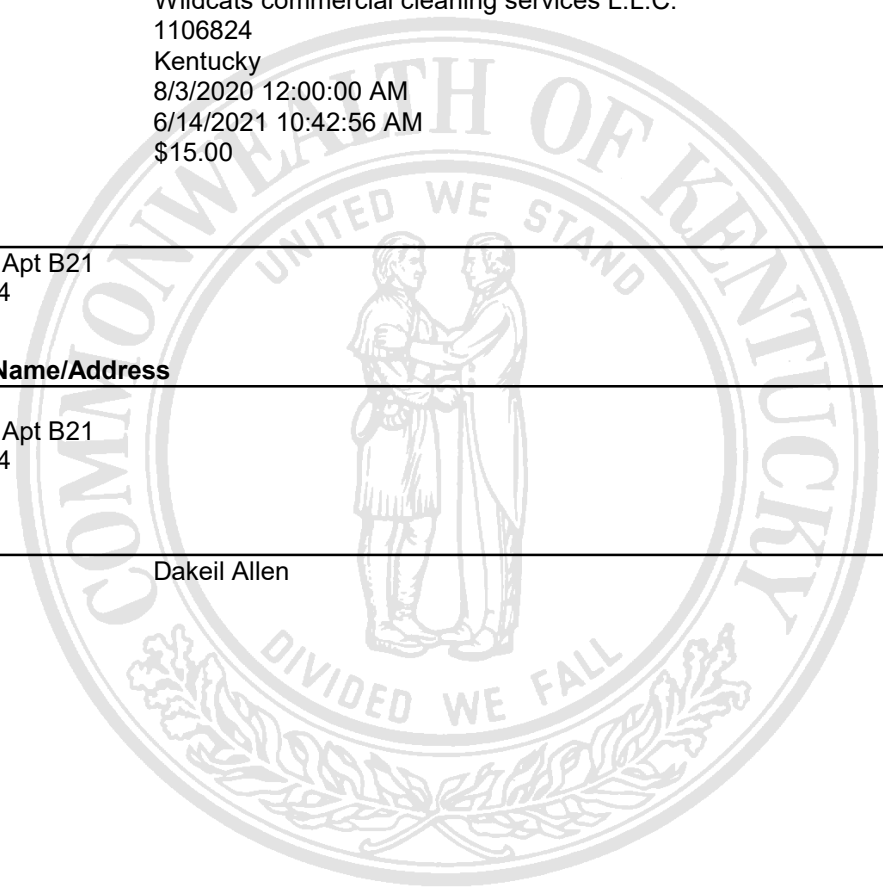 Wildcats commercial cleaning services L.L.C.
1106824
Kentucky
8/3/2020 12:00:00 AM
6/14/2021 10:42:56 AM
$15.00
COMMONWEALTH OF KENTUCKY
UNITED WE STAND
Apt B21
4
Name/Address
Apt B21
4
Dakeil Allen
DIVIDED WE FALL